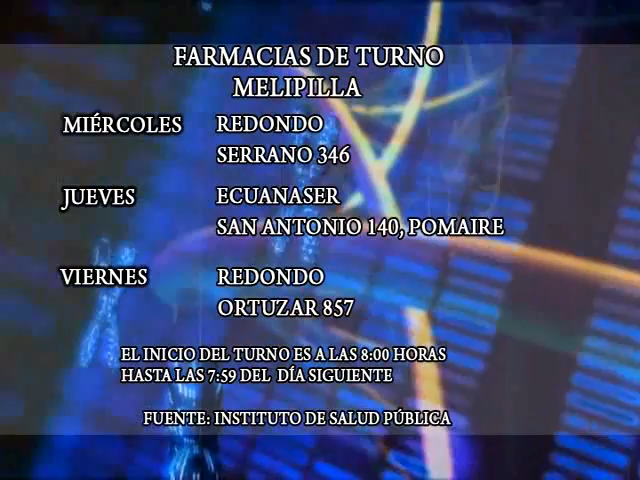 FARMACIAS DE TURNO
MELIPILLA
MIÉRCOLES REDONDO
SERRANO 346
JUEVES ECUANASER
SAN ANTONIO 140, POMAIRE
VIERNES REDONDO
ORTUZAR 857
EL INICIO DEL TURNO ES A LAS 8:00 HORAS
HASTA LAS 7:59 DEL DÍA SIGUIENTE
FUENTE: INSTITUTO DE SALUD PÚBLICA